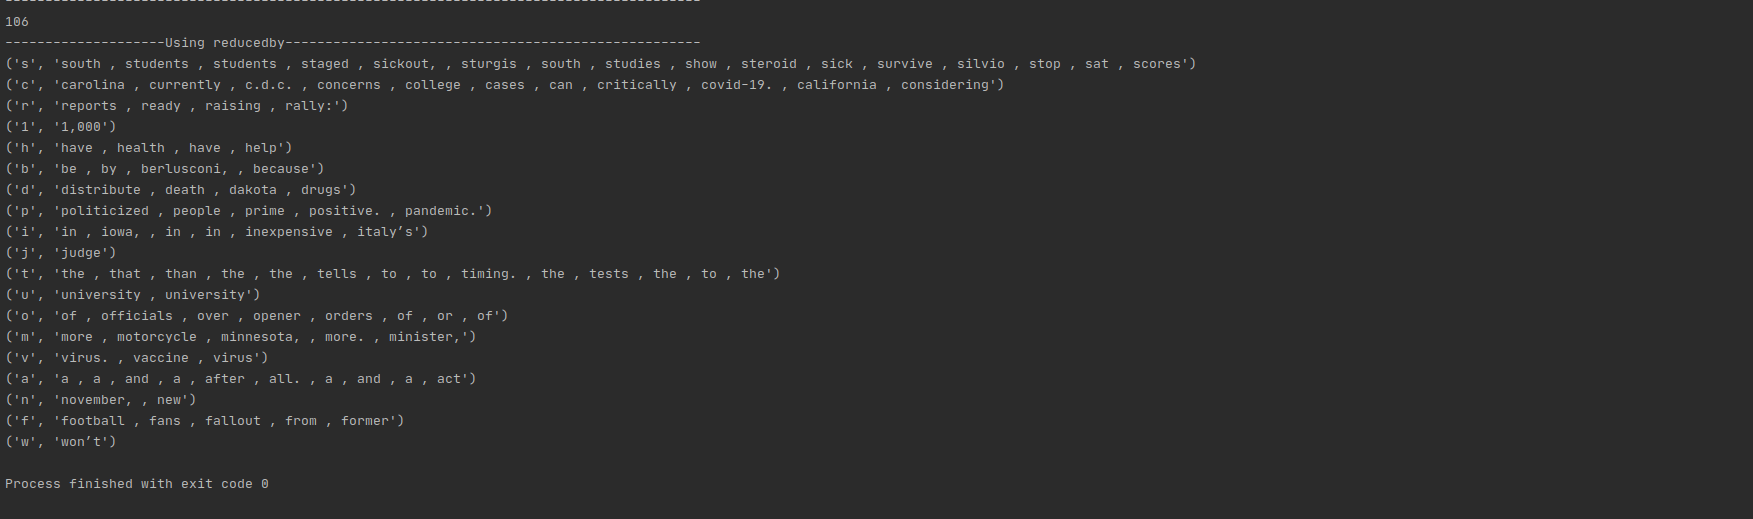 ----------------------------------------------------------------------------------------
106
--------------------Using reducedby----------------------------------------------------
('s', 'south , students , students , staged , sickout, , sturgis , south , studies , show , steroid , sick , survive , silvio , stop , sat , scores')
('c', 'carolina , currently , c.d.c. , concerns , college , cases , can , critically , covid-19. , california , considering')
('r', 'reports , ready , raising , rally:')
('1', '1,000')
('h', 'have , health , have , help')
('b', 'be , by , berlusconi, , because')
('d', 'distribute , death , dakota , drugs')
('p', 'politicized , people , prime , positive. , pandemic.')
('i', 'in , iowa, , in , in , inexpensive , italy’s')
('j', 'judge')
('t', 'the , that , than , the , the , tells , to , to , timing. , the , tests , the , to , the')
('u', 'university , university')
('o', 'of , officials , over , opener , orders , of , or , of')
('m', 'more , motorcycle , minnesota, , more. , minister,')
('v', 'virus. , vaccine , virus')
('a', 'a , a , and , a , after , all. , a , and , a , act')
('n', 'november, , new')
('f', 'football , fans , fallout , from , former')
('w', 'won’t')
Process finished with exit code 0